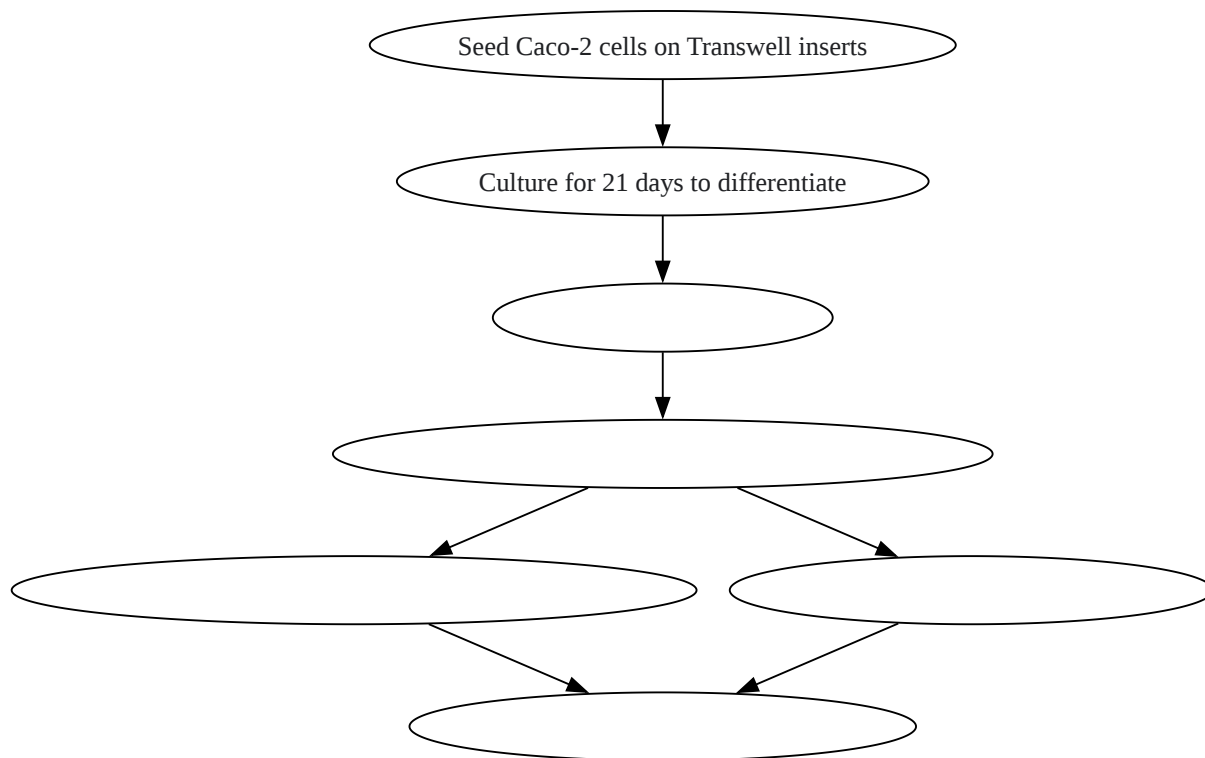 Seed Caco-2 cells on Transwell inserts
Culture for 21 days to differentiate